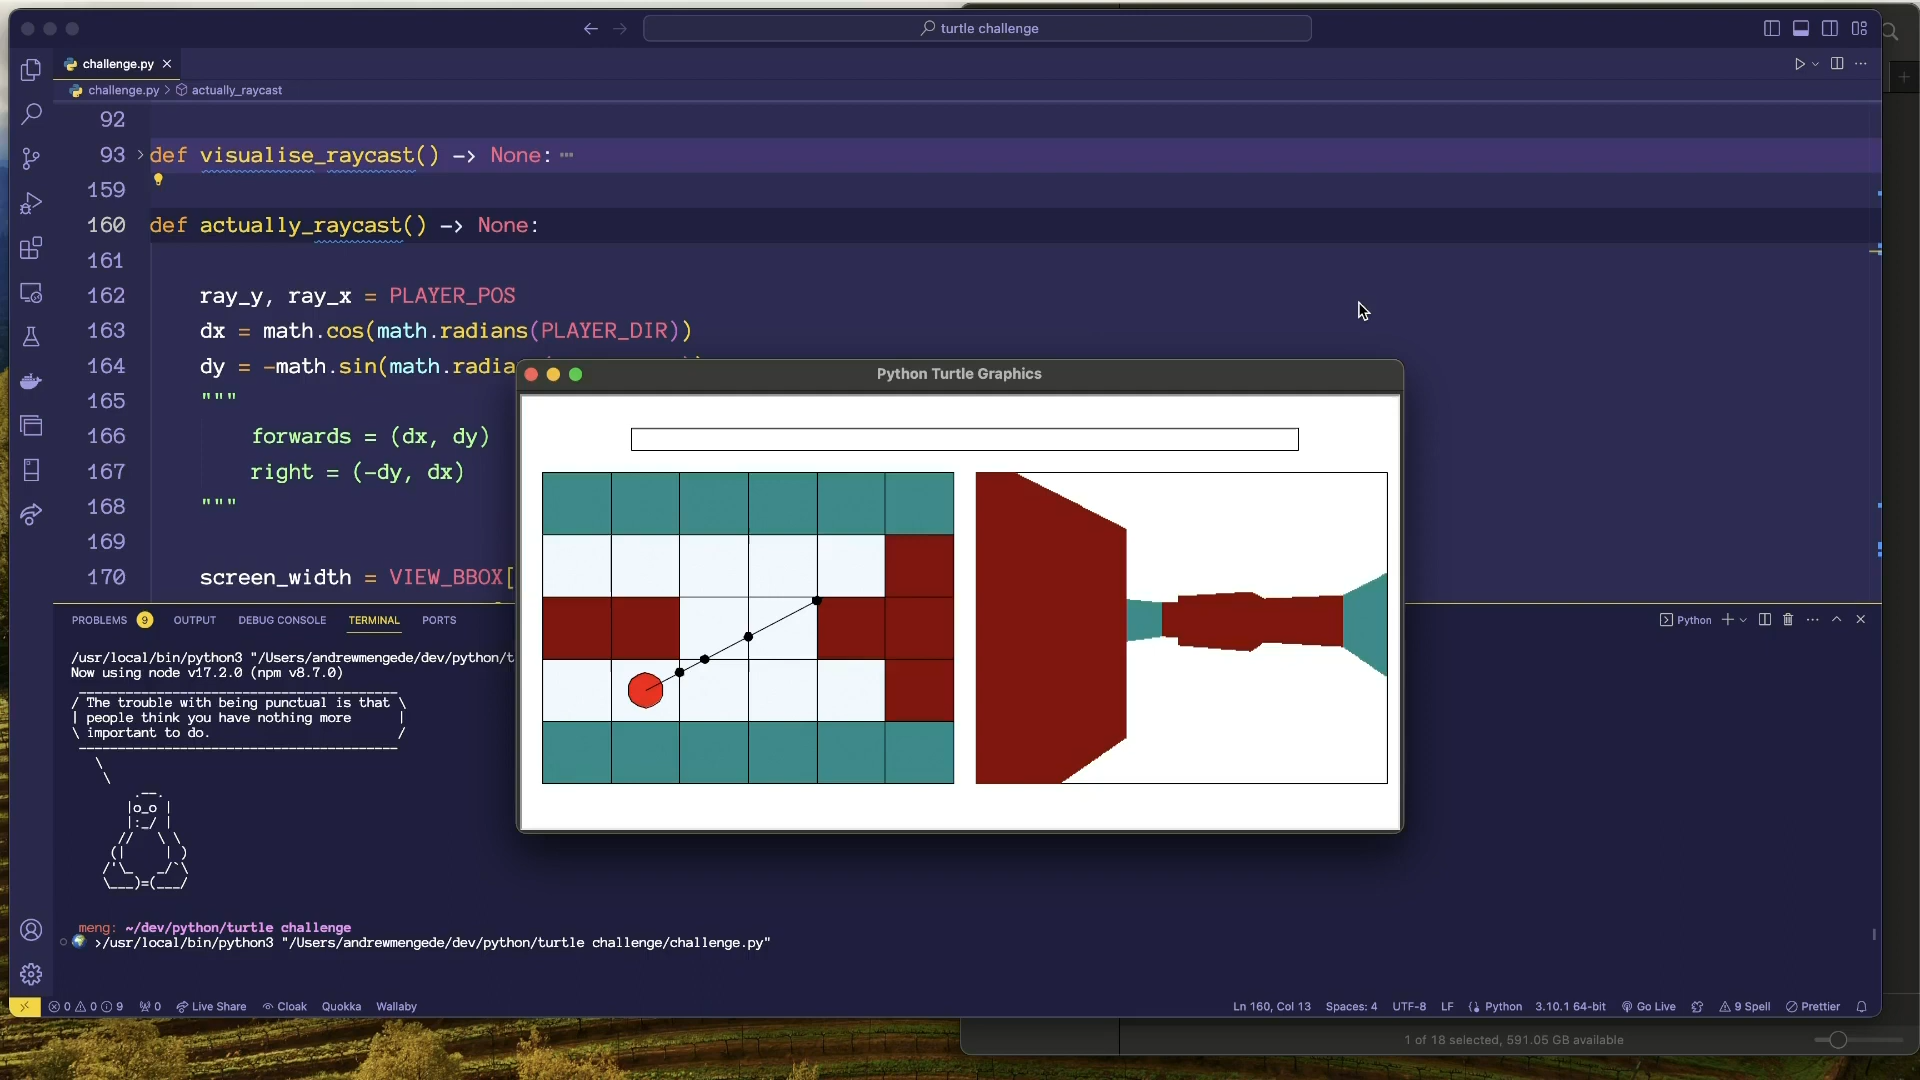 turtle challenge
challenge.py
challenge.py > actually_raycast
92
93 def visualise_raycast() -> None:
159
160 def actually_raycast() -> None:
161
162 ray_y, ray_x = PLAYER_POS
163 dx = math.cos(math.radians(PLAYER_DIR))
164 dy = -math.sin(math.radia
165 """
166 forwards = (dx, dy)
167 right = (-dy, dx)
168 """
169
170 screen_width = VIEW_BBOX[
Python Turtle Graphics
PROBLEMS 9 OUTPUT DEBUG CONSOLE TERMINAL PORTS
Python
/usr/local/bin/python3 "/Users/andrewmengede/dev/python/t
Now using node v17.2.0 (npm v8.7.0)
/ The trouble with being punctual is that \
| people think you have nothing more |
\ important to do. /
\
\
.--.
|o_o |
|:_/ |
// \ \
(| | )
/'\_ _/`\
\___)=(___/
meng: ~/dev/python/turtle challenge
>/usr/local/bin/python3 "/Users/andrewmengede/dev/python/turtle challenge/challenge.py"
0 0 9 0 Live Share Cloak Quokka Wallaby
Ln 160, Col 13 Spaces: 4 UTF-8 LF Python 3.10.1 64-bit Go Live 9 Spell Prettier
1 of 18 selected, 591.05 GB available